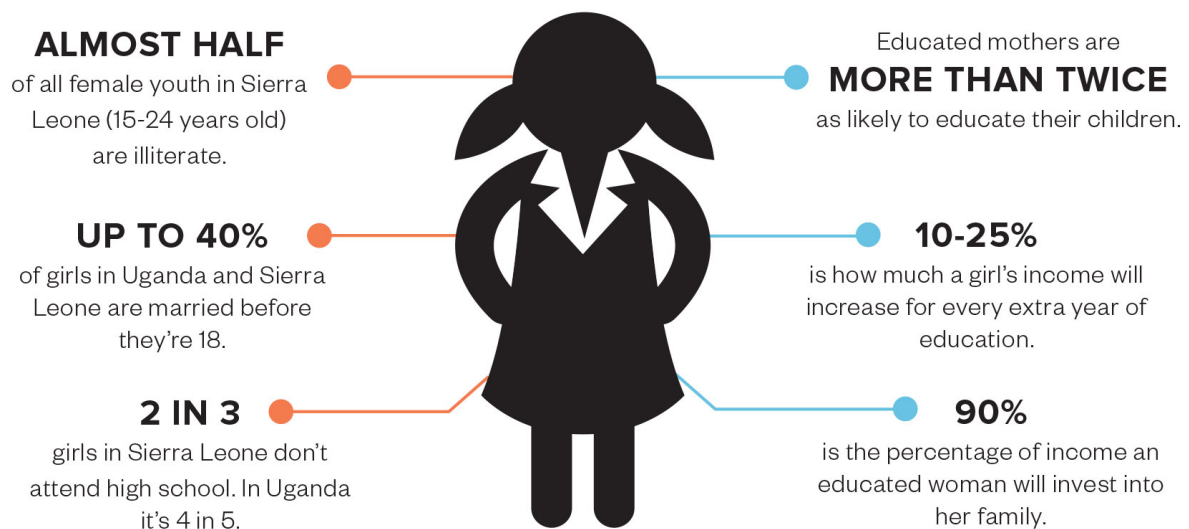 ALMOST HALF
of all female youth in Sierra
Leone (15-24 years old)
are illiterate.
UP TO 40%
of girls in Uganda and Sierra
Leone are married before
they’re 18.
2 IN 3
girls in Sierra Leone don’t
attend high school. In Uganda
it’s 4 in 5.
Educated mothers are
MORE THAN TWICE
as likely to educate their children.
10-25%
is how much a girl’s income will
increase for every extra year of
education.
90%
is the percentage of income an
educated woman will invest into
her family.